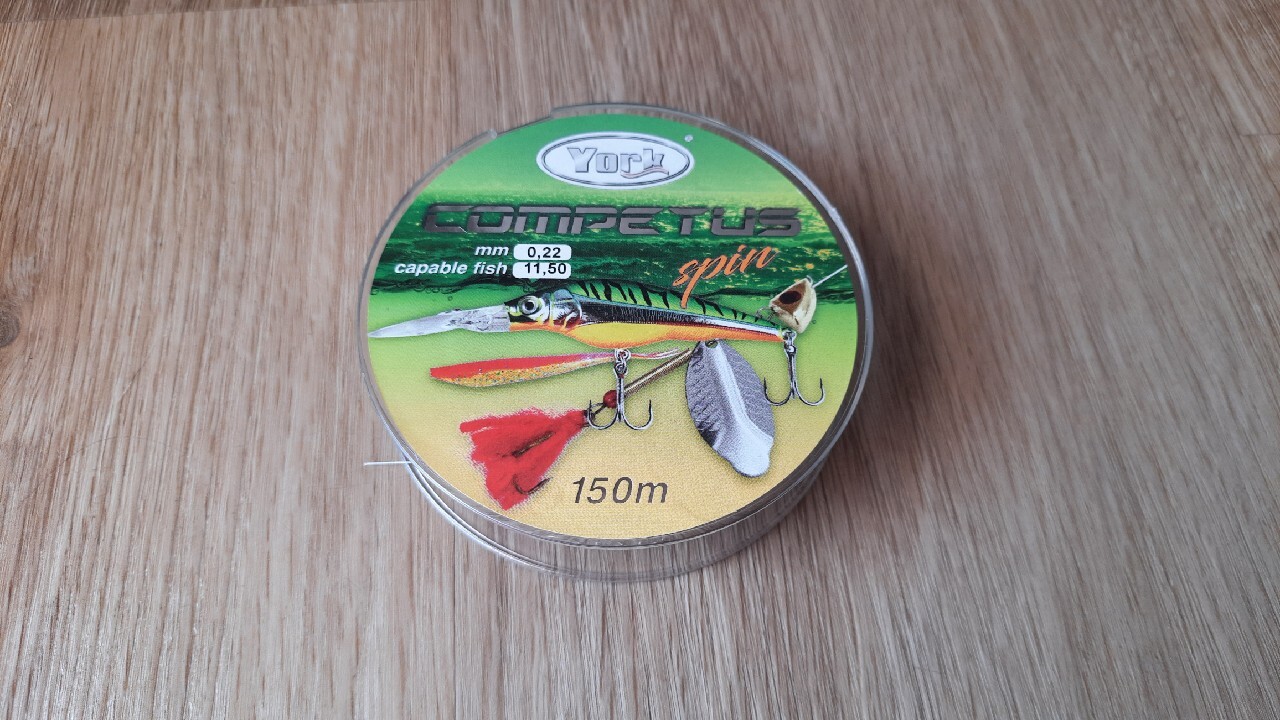 York
COMPETUS
spin
mm 0,22
capable fish 11,50
150m